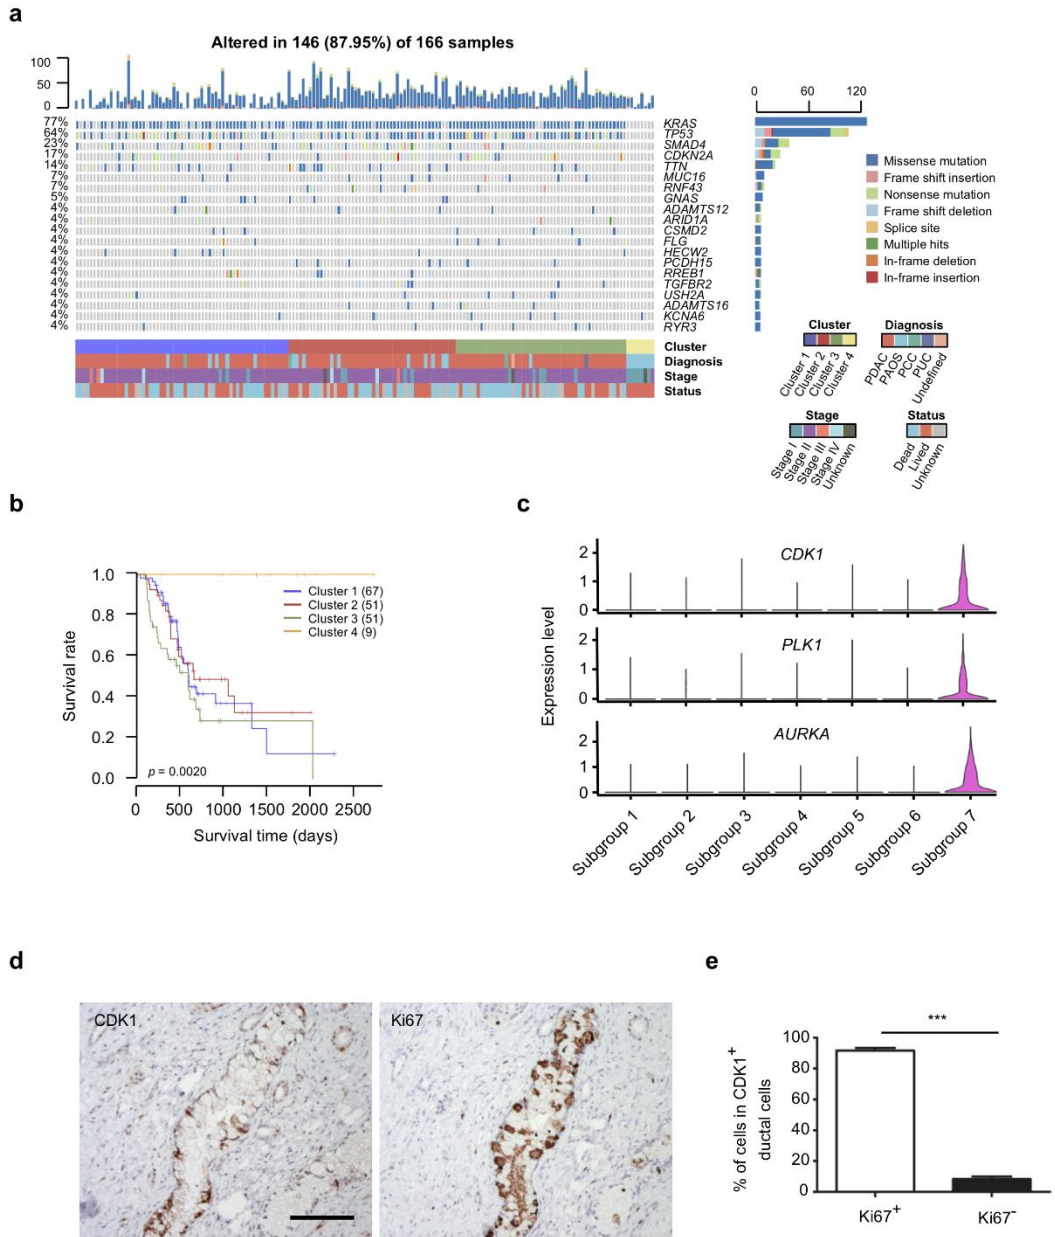 a
Altered in 146 (87.95%) of 166 samples
100
50
0
0 60 120
77% KRAS
64% TP53
23% SMAD4
17% CDKN2A
14% TTN
7% MUC16
7% RNF43
5% GNAS
4% ADAMTS12
4% ARID1A
4% CSMD2
4% FLG
4% HECW2
4% PCDH15
4% RREB1
4% TGFBR2
4% USH2A
4% ADAMTS16
4% KCNA6
4% RYR3
Missense mutation
Frame shift insertion
Nonsense mutation
Frame shift deletion
Splice site
Multiple hits
In-frame deletion
In-frame insertion
Cluster
Diagnosis
Stage
Status
Cluster
Cluster 1
Cluster 2
Cluster 3
Cluster 4
Diagnosis
PDAC
PAOS
PCC
PUC
Undefined
Stage
Stage I
Stage II
Stage III
Stage IV
Unknown
Status
Dead
Lived
Unknown
b
Survival rate
1.0
0.8
0.6
0.4
0.2
0.0
Cluster 1 (67)
Cluster 2 (51)
Cluster 3 (51)
Cluster 4 (9)
p = 0.0020
0 500 1000 1500 2000 2500
Survival time (days)
c
Expression level
CDK1
2
1
0
PLK1
2
1
0
AURKA
2
1
0
Subgroup 1
Subgroup 2
Subgroup 3
Subgroup 4
Subgroup 5
Subgroup 6
Subgroup 7
d
CDK1
Ki67
e
% of cells in CDK1+
ductal cells
***
100
80
60
40
20
0
Ki67+ Ki67-